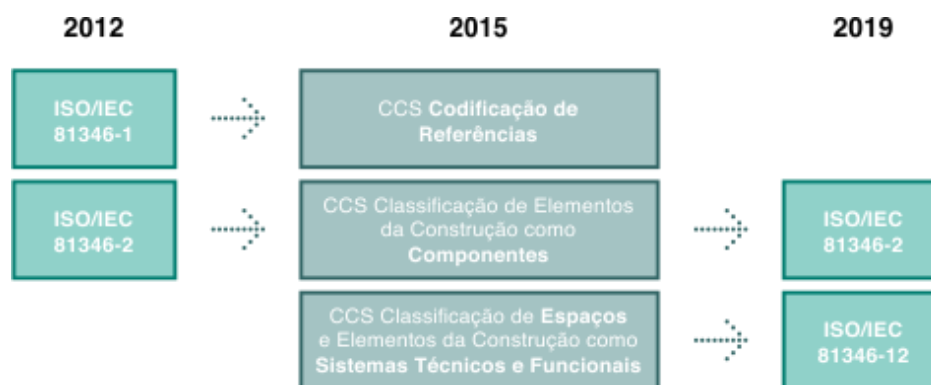 2012
2015
2019
ISO/IEC
81346-1
CCS Codificação de
Referências
ISO/IEC
81346-2
CCS Classificação de Elementos
da Construção como
Componentes
ISO/IEC
81346-2
CCS Classificação de Espaços
e Elementos da Construção como
Sistemas Técnicos e Funcionais
ISO/IEC
81346-12